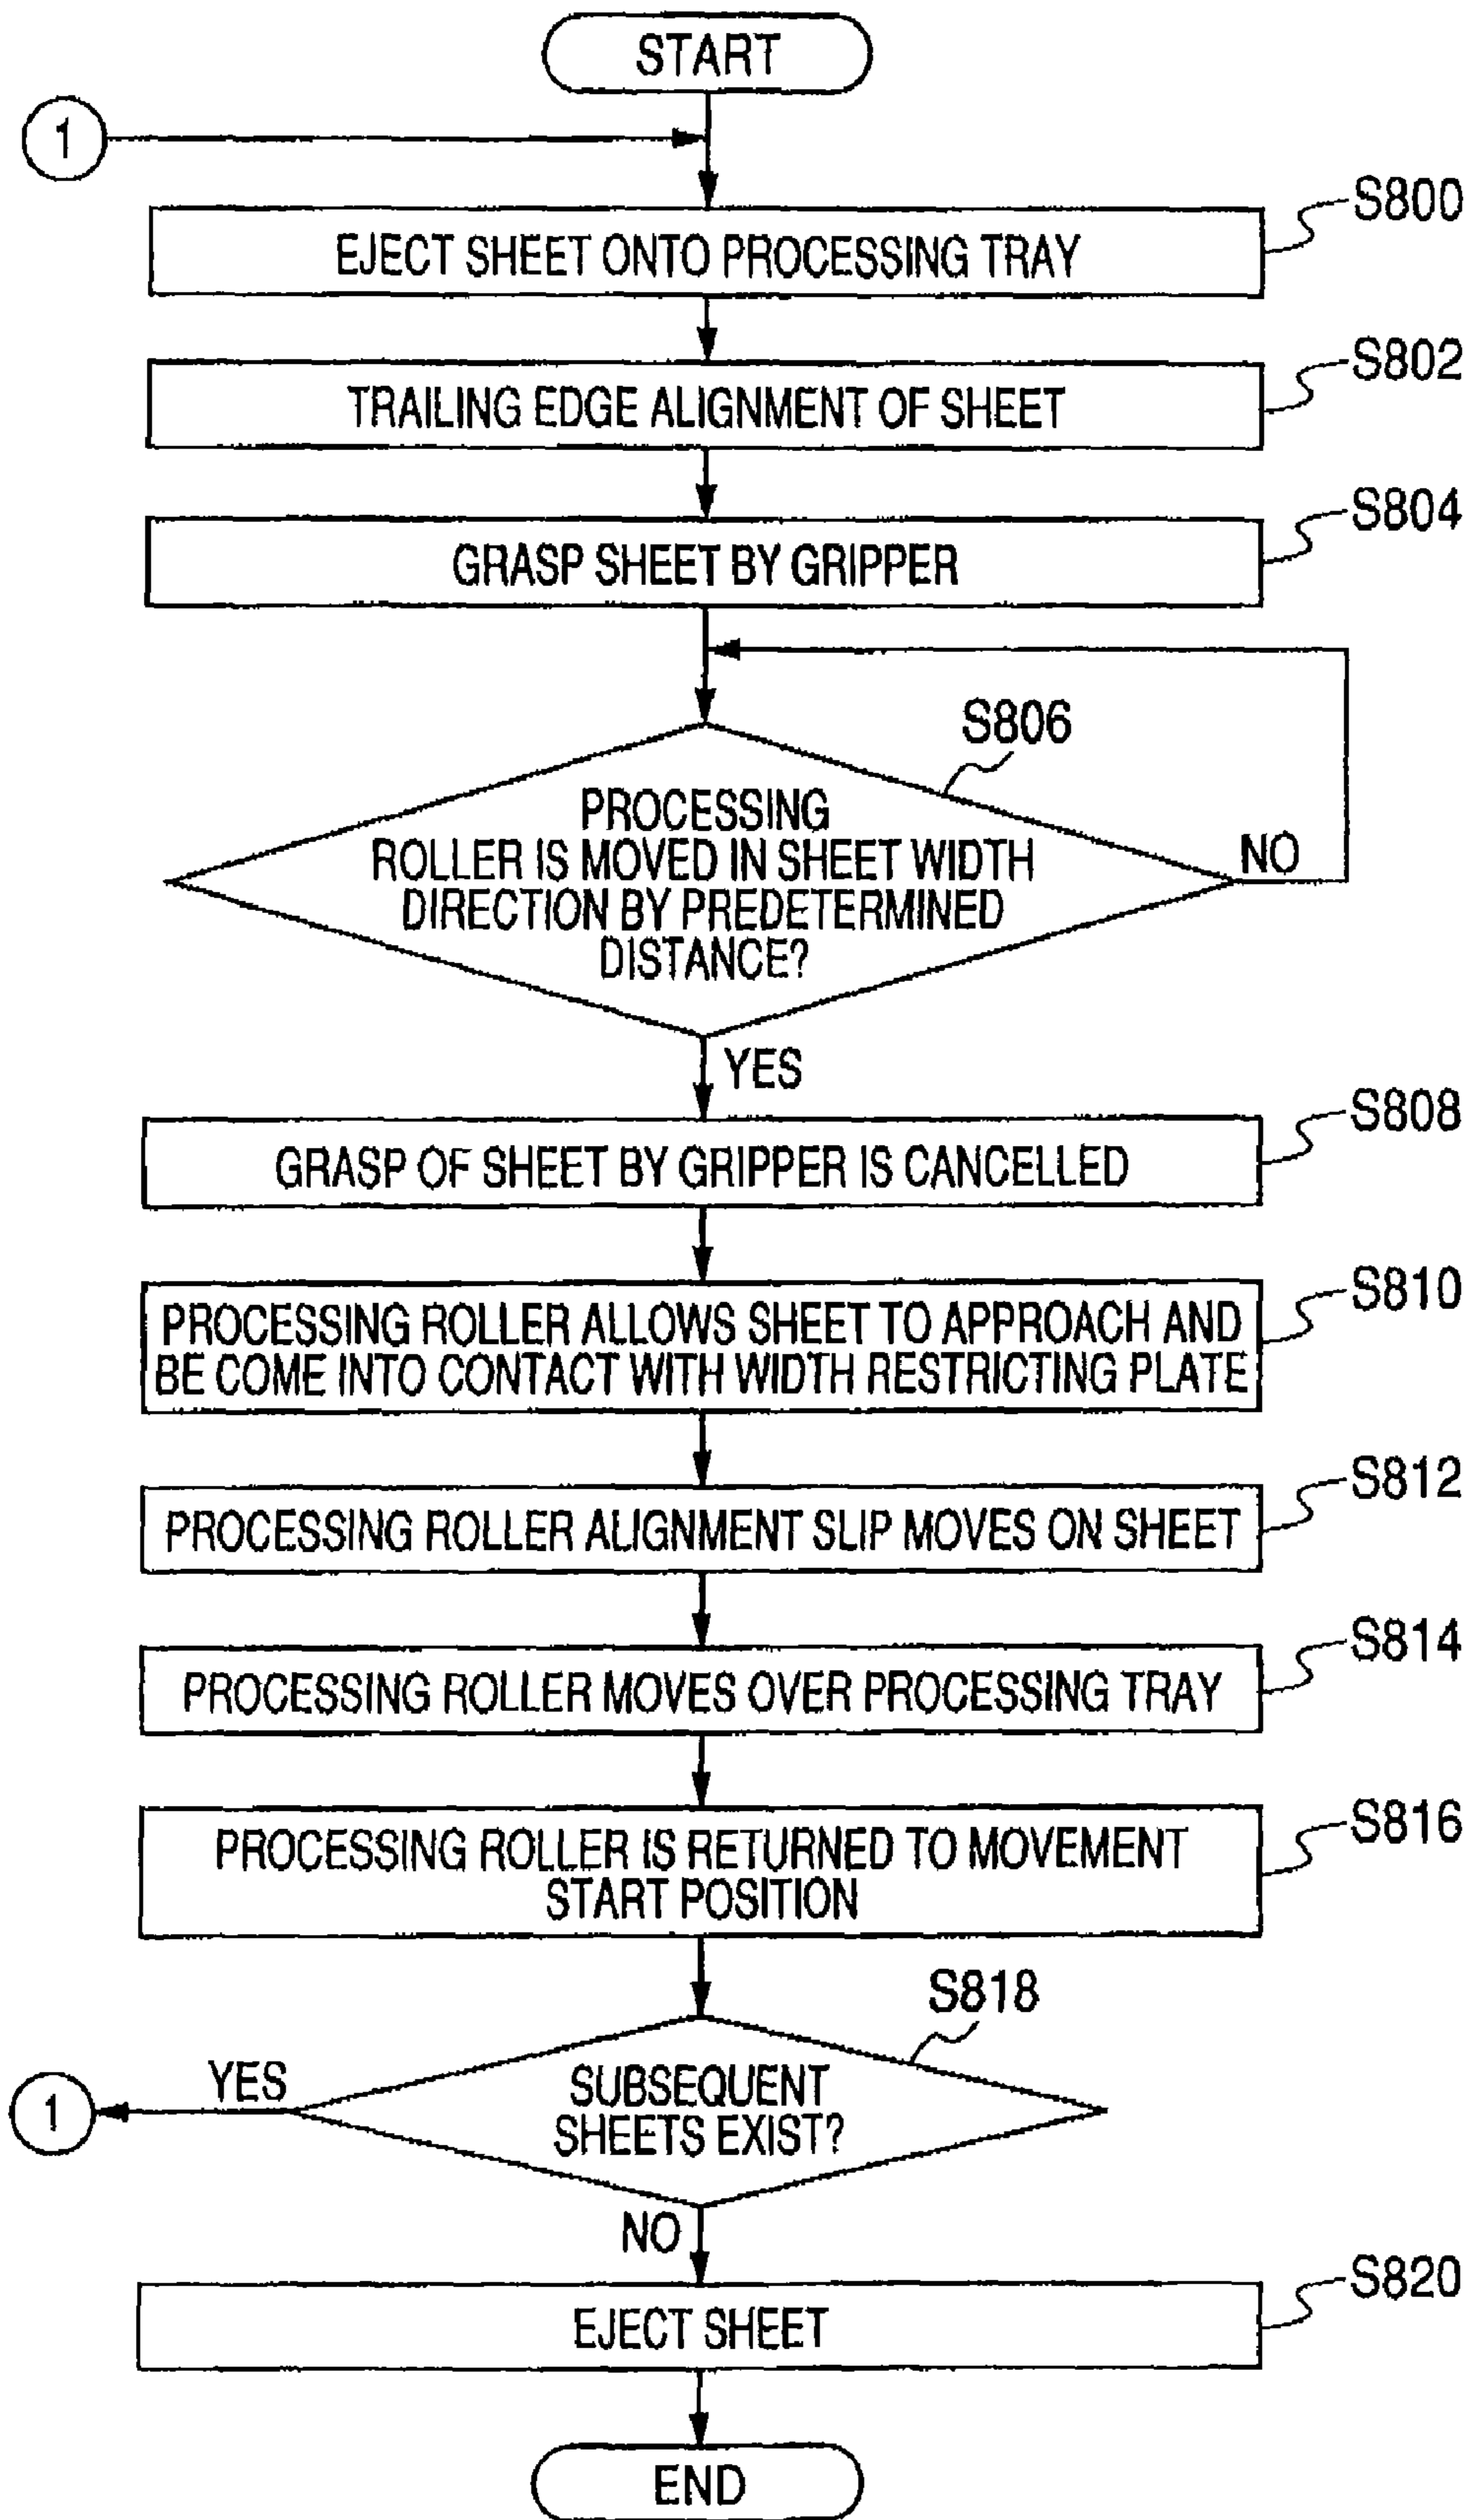 START
1
S800
EJECT SHEET ONTO PROCESSING TRAY
S802
TRAILING EDGE ALIGNMENT OF SHEET
S804
GRASP SHEET BY GRIPPER
S806
PROCESSING
ROLLER IS MOVED IN SHEET WIDTH
DIRECTION BY PREDETERMINED
DISTANCE?
NO
YES
S808
GRASP OF SHEET BY GRIPPER IS CANCELLED
S810
PROCESSING ROLLER ALLOWS SHEET TO APPROACH AND
BE COME INTO CONTACT WITH WIDTH RESTRICTING PLATE
S812
PROCESSING ROLLER ALIGNMENT SLIP MOVES ON SHEET
S814
PROCESSING ROLLER MOVES OVER PROCESSING TRAY
S816
PROCESSING ROLLER IS RETURNED TO MOVEMENT
START POSITION
S818
SUBSEQUENT
SHEETS EXIST?
YES
1
NO
S820
EJECT SHEET
END